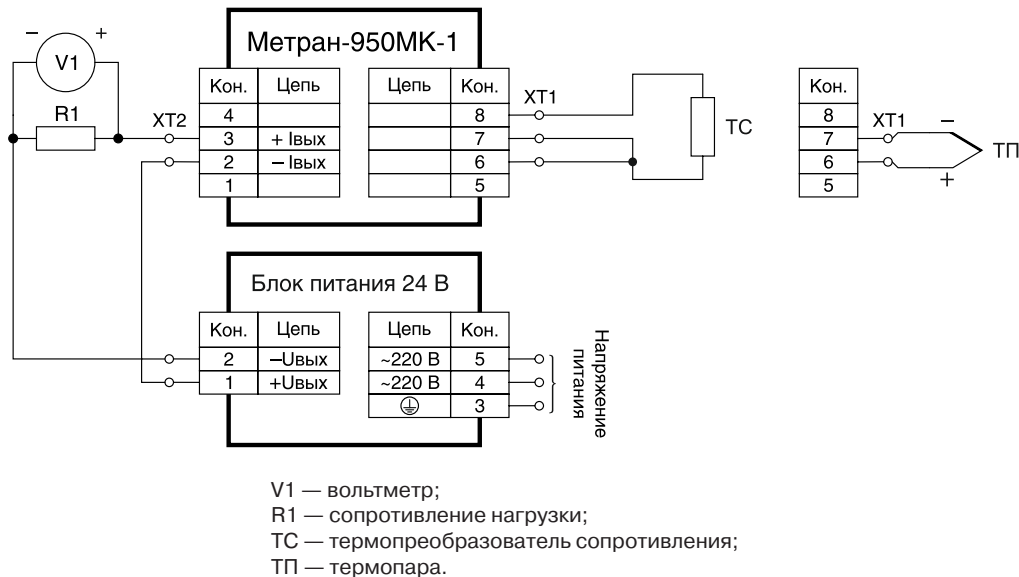 Метран-950МК-1
− V1 +
R1
XT2
Кон. Цепь
4
3 + Iвых
2 − Iвых
1
Цепь Кон.
8
7
6
5
XT1
ТС
Кон.
8
7
6
5
XT1
−
+
ТП
Блок питания 24 В
Кон. Цепь
2 −Uвых
1 +Uвых
Цепь Кон.
~220 В 5
~220 В 4
3
Напряжение
питания
V1 — вольтметр;
R1 — сопротивление нагрузки;
ТС — термопреобразователь сопротивления;
ТП — термопара.